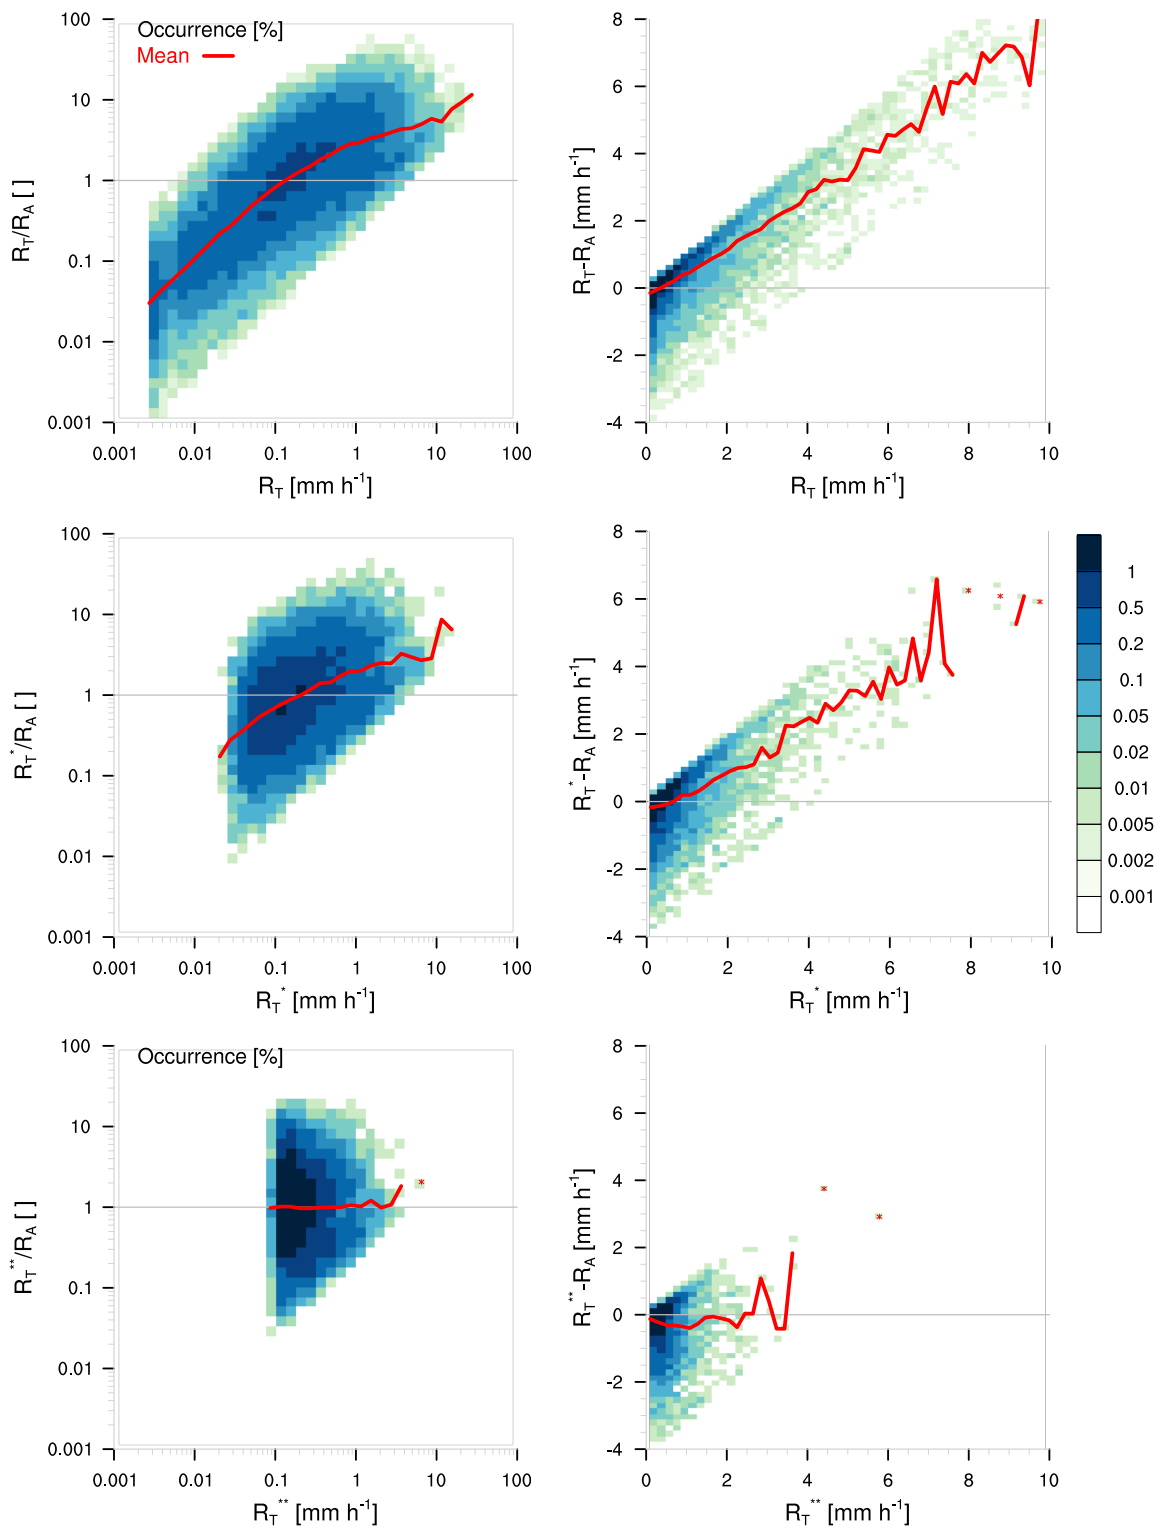 Occurrence [%]
Mean
100
10
1
0.1
0.01
0.001
R_T/R_A [ ]
0.001 0.01 0.1 1 10 100
R_T [mm h^-1]
8
6
4
2
0
-2
-4
R_T-R_A [mm h^-1]
0 2 4 6 8 10
R_T [mm h^-1]
100
10
1
0.1
0.01
0.001
R_T^*/R_A [ ]
0.001 0.01 0.1 1 10 100
R_T^* [mm h^-1]
8
6
4
2
0
-2
-4
R_T^*-R_A [mm h^-1]
0 2 4 6 8 10
R_T^* [mm h^-1]
1
0.5
0.2
0.1
0.05
0.02
0.01
0.005
0.002
0.001
Occurrence [%]
100
10
1
0.1
0.01
0.001
R_T^**/R_A [ ]
0.001 0.01 0.1 1 10 100
R_T^** [mm h^-1]
8
6
4
2
0
-2
-4
R_T^**-R_A [mm h^-1]
0 2 4 6 8 10
R_T^** [mm h^-1]